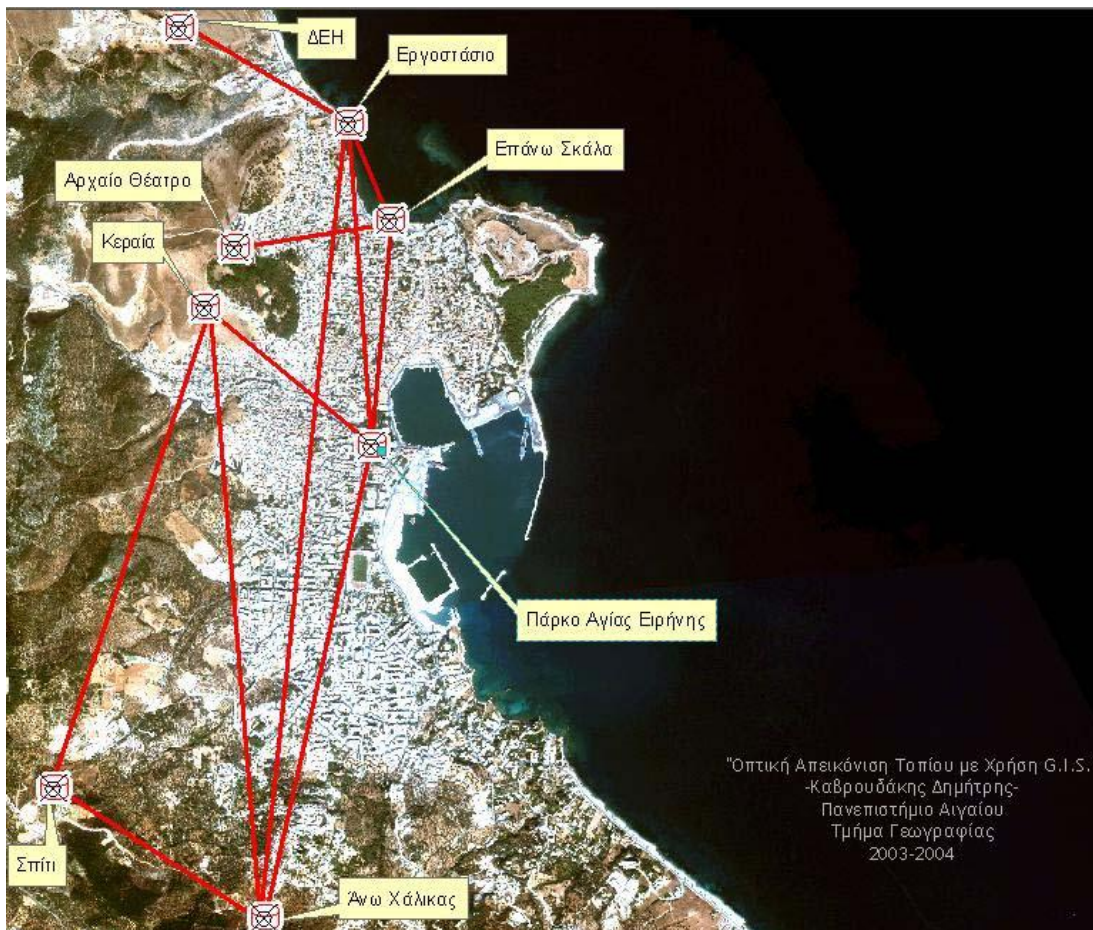 ΔΕΗ
Εργοστάσιο
Επάνω Σκάλα
Αρχαίο Θέατρο
Κεραία
Πάρκο Αγίας Ειρήνης
"Οπτική Απεικόνιση Τοπίου με Χρήση G.I.S.
-Καβρουδάκης Δημήτρης-
Πανεπιστήμιο Αιγαίου
Τμήμα Γεωγραφίας
2003-2004
Σπίτι
Άνω Χάλικας